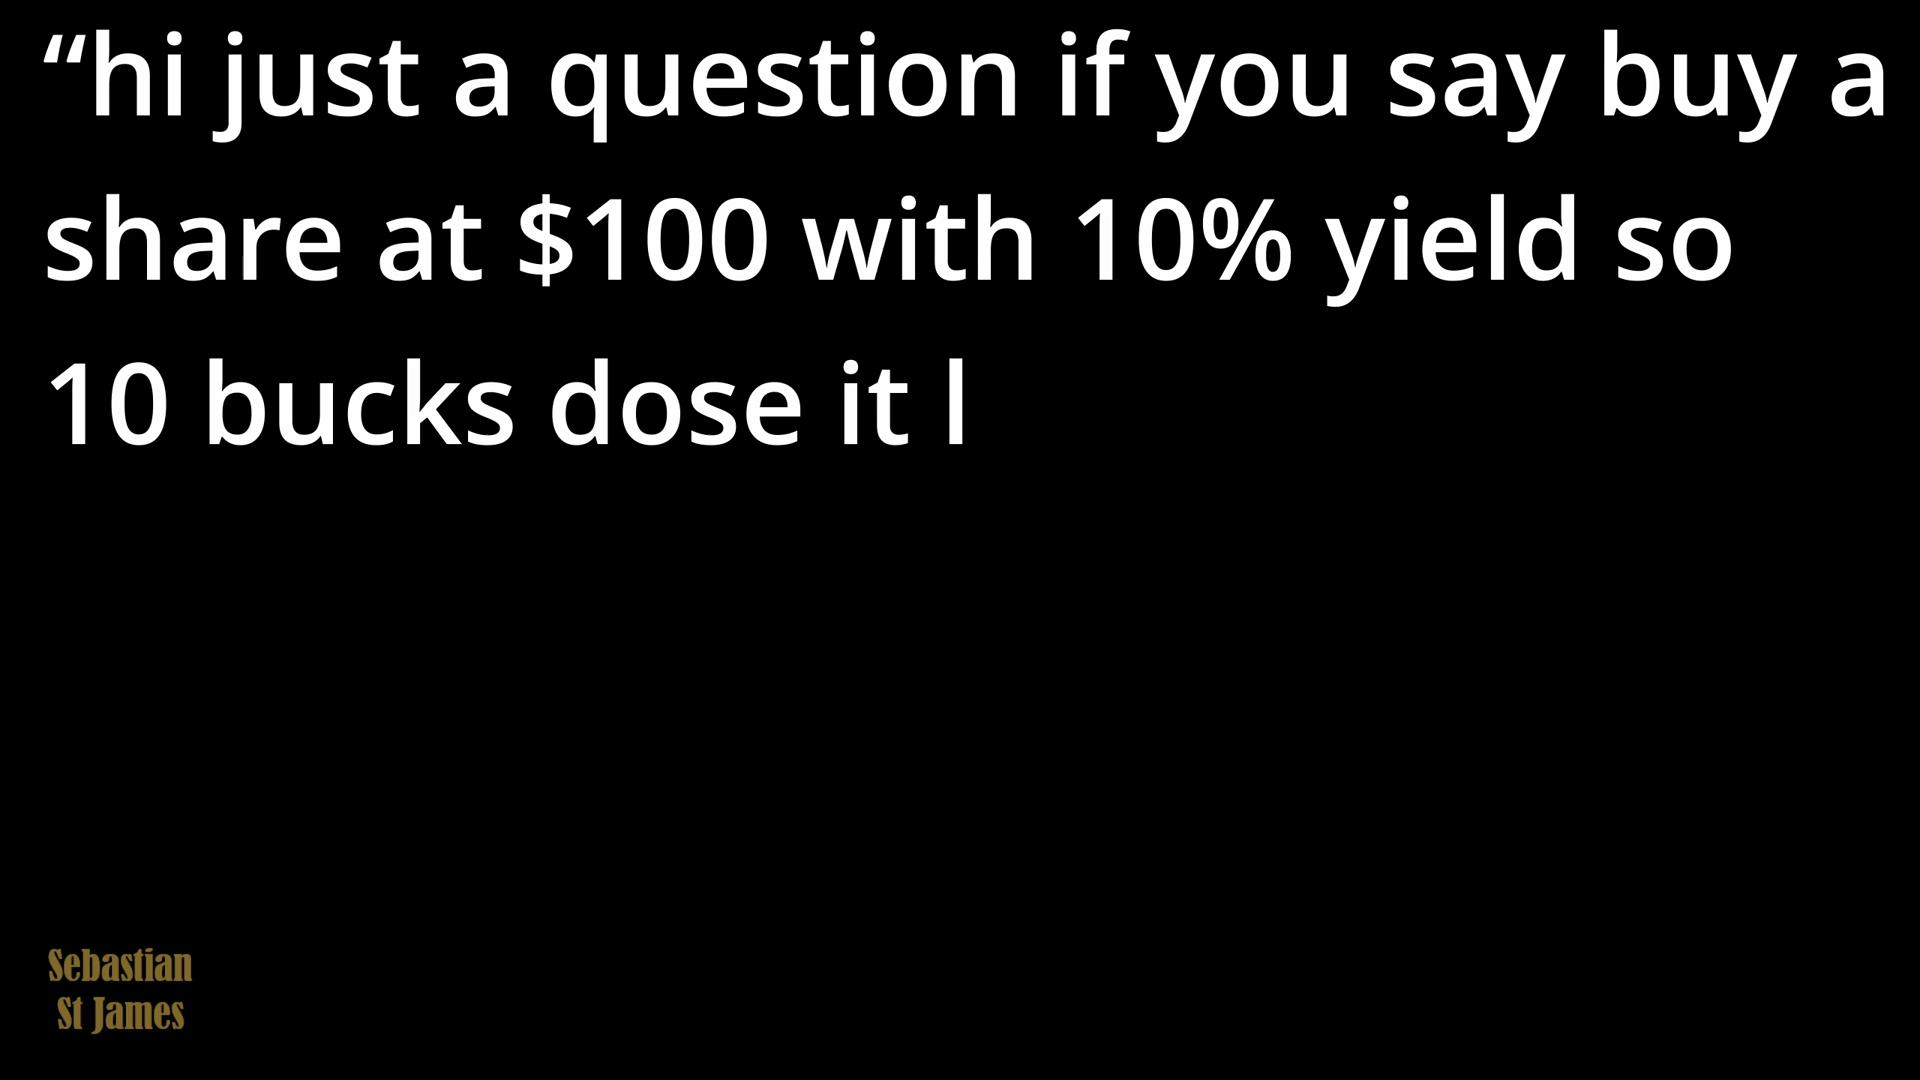 “hi just a question if you say buy a
share at $100 with 10% yield so
10 bucks dose it l
Sebastian
St James